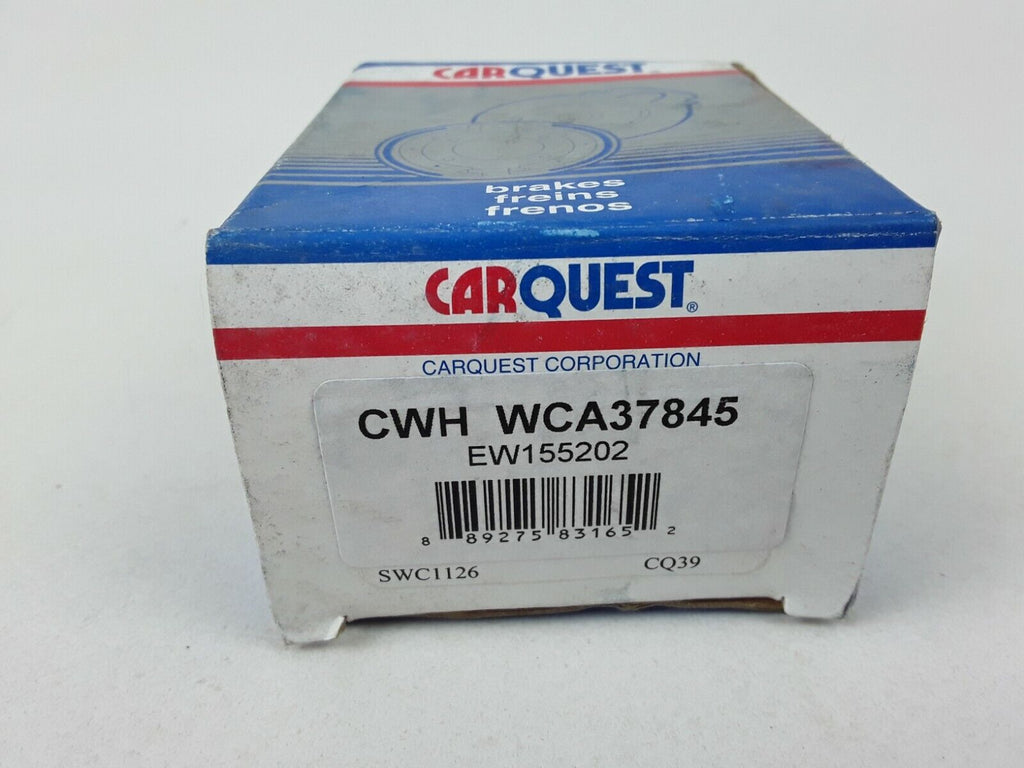 CARQUEST
brakes
freins
frenos
CARQUEST®
CARQUEST CORPORATION
CWH WCA37845
EW155202
8 89275 83165 2
SWC1126 CQ39